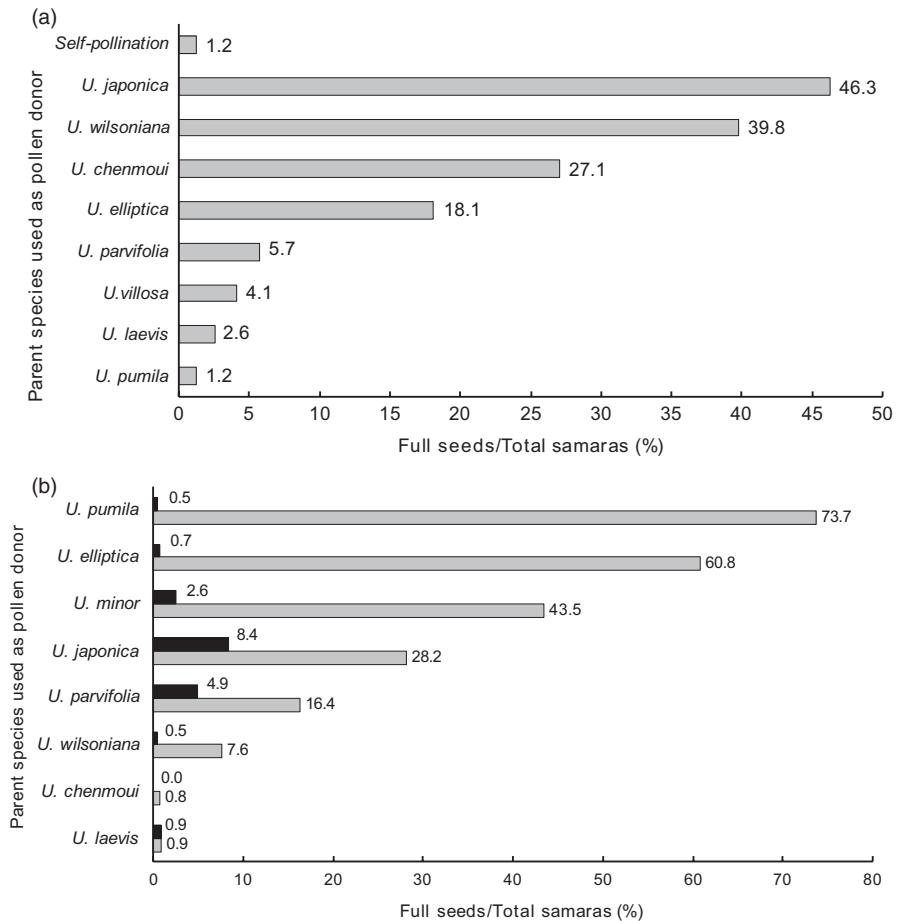 (a)
Parent species used as pollen donor
Self-pollination 1.2
U. japonica 46.3
U. wilsoniana 39.8
U. chenmoui 27.1
U. elliptica 18.1
U. parvifolia 5.7
U.villosa 4.1
U. laevis 2.6
U. pumila 1.2
0 5 10 15 20 25 30 35 40 45 50
Full seeds/Total samaras (%)
(b)
Parent species used as pollen donor
0.5
U. pumila 73.7
0.7
U. elliptica 60.8
2.6
U. minor 43.5
8.4
U. japonica 28.2
4.9
U. parvifolia 16.4
0.5
U. wilsoniana 7.6
0.0
U. chenmoui 0.8
0.9
U. laevis 0.9
0 10 20 30 40 50 60 70 80
Full seeds/Total samaras (%)